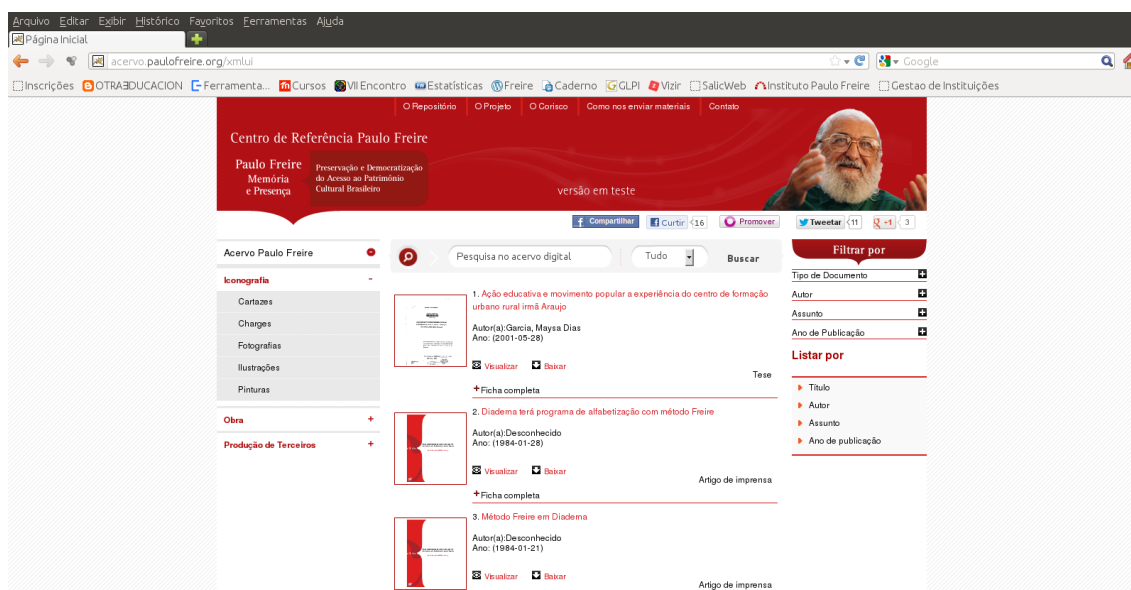 Arquivo Editar Exibir Histórico Favoritos Ferramentas Ajuda
Página Inicial
acervo.paulofreire.org/xmlui
Google
Inscrições OTRAƎDUCACION Ferramenta... Cursos VII Encontro Estatísticas Freire Caderno GLPI Vizir SalicWeb Instituto Paulo Freire Gestao de Instituições
O Repositório O Projeto O Corisco Como nos enviar materiais Contato
Centro de Referência Paulo Freire
Paulo Freire
Memória
e Presença
Preservação e Democratização
do Acesso ao Patrimônio
Cultural Brasileiro
versão em teste
Compartilhar Curtir 16 Promover Tweetar 11 +1 3
Acervo Paulo Freire
Iconografia -
Cartazes
Charges
Fotografias
Ilustrações
Pinturas
Obra +
Produção de Terceiros +
Pesquisa no acervo digital Tudo Buscar
1. Ação educativa e movimento popular a experiência do centro de formação
urbano rural irmã Araujo
Autor(a):Garcia, Maysa Dias
Ano: (2001-05-28)
Visualizar Baixar
Tese
+Ficha completa
2. Diadema terá programa de alfabetização com método Freire
Autor(a):Desconhecido
Ano: (1984-01-28)
Visualizar Baixar
Artigo de imprensa
+Ficha completa
3. Método Freire em Diadema
Autor(a):Desconhecido
Ano: (1984-01-21)
Visualizar Baixar
Artigo de imprensa
Filtrar por
Tipo de Documento
Autor
Assunto
Ano de Publicação
Listar por
Título
Autor
Assunto
Ano de publicação